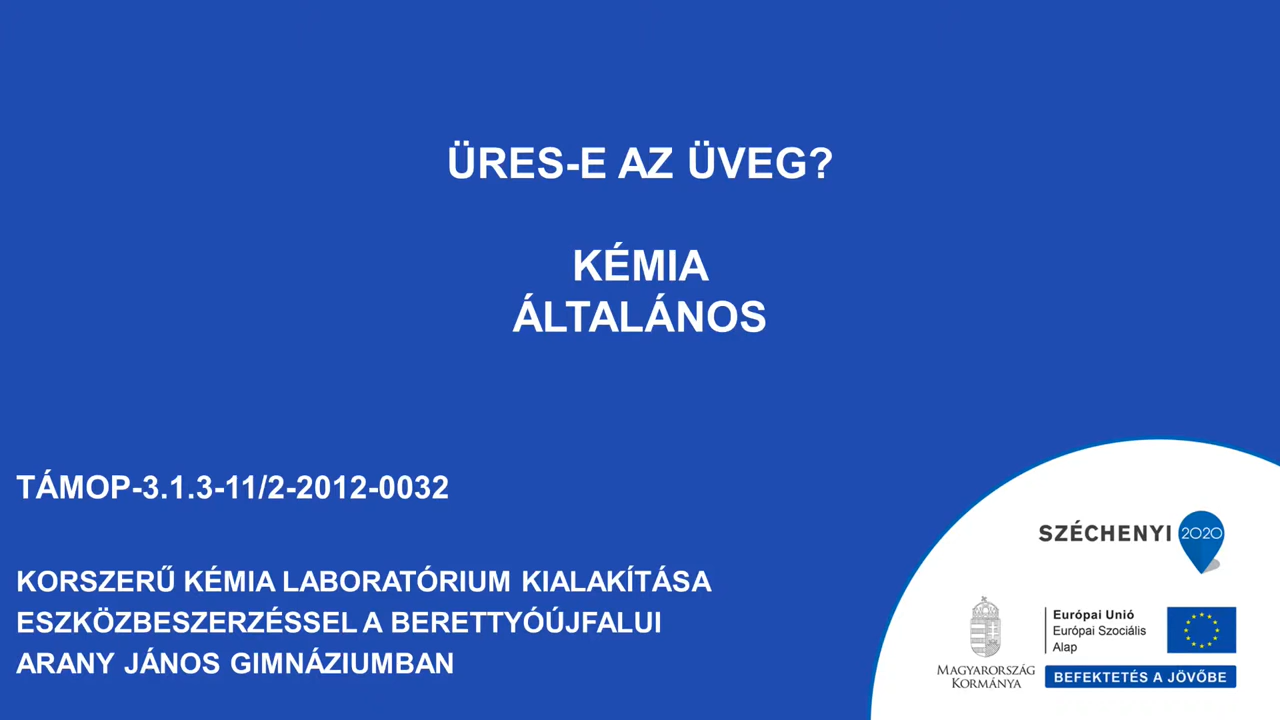 ÜRES-E AZ ÜVEG?
KÉMIA
ÁLTALÁNOS
TÁMOP-3.1.3-11/2-2012-0032
KORSZERŰ KÉMIA LABORATÓRIUM KIALAKÍTÁSA
ESZKÖZBESZERZÉSSEL A BERETTYÓÚJFALUI
ARANY JÁNOS GIMNÁZIUMBAN
SZÉCHENYI 2020
MAGYARORSZÁG
KORMÁNYA
Európai Unió
Európai Szociális
Alap
BEFEKTETÉS A JÖVŐBE